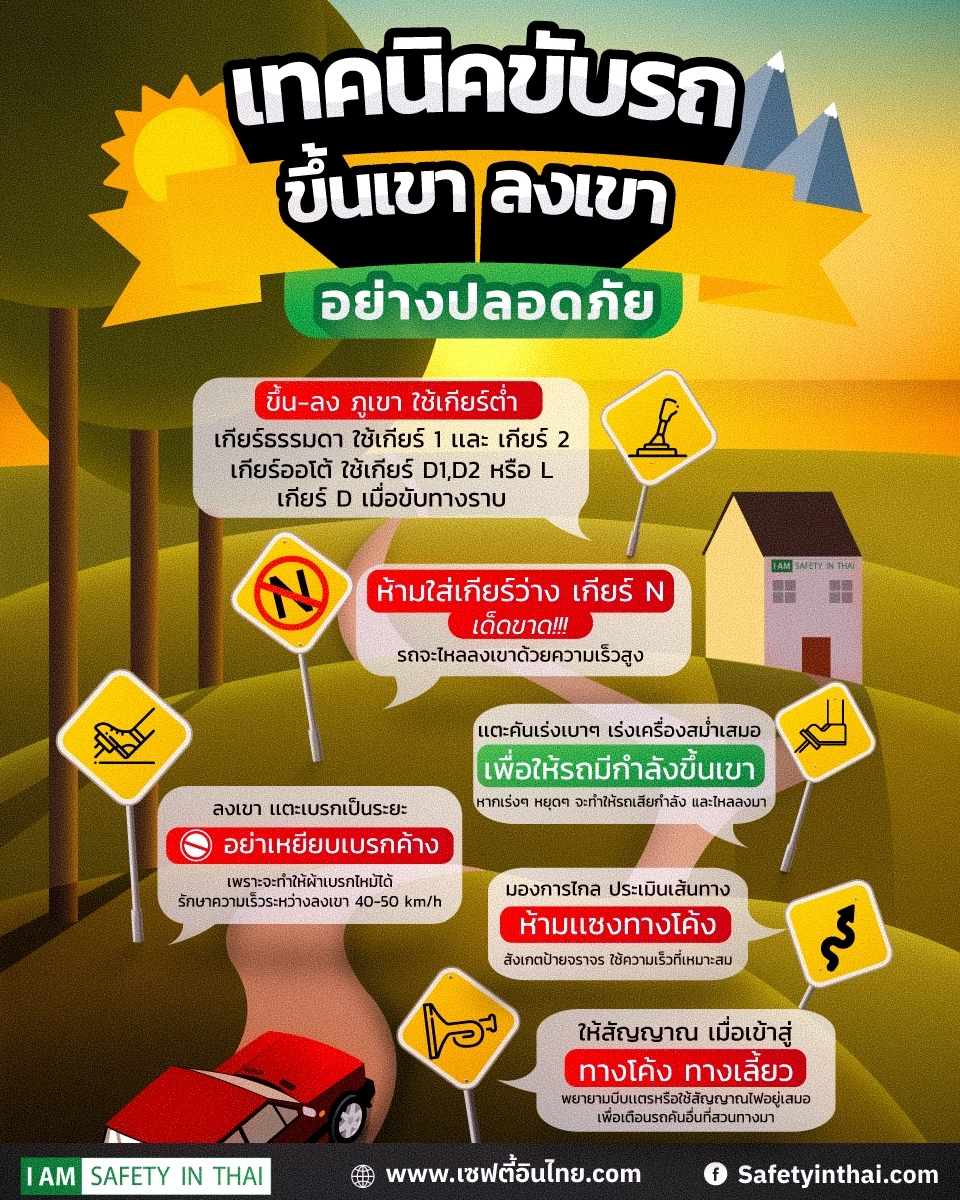 เทคนิคขับรถ
ขึ้นเขา ลงเขา
อย่างปลอดภัย
ขึ้น-ลง ภูเขา ใช้เกียร์ต่ำ
เกียร์ธรรมดา ใช้เกียร์ 1 และ เกียร์ 2
เกียร์ออโต้ ใช้เกียร์ D1,D2 หรือ L
เกียร์ D เมื่อขับทางราบ
N
ห้ามใส่เกียร์ว่าง เกียร์ N
เด็ดขาด!!!
รถจะไหลลงเขาด้วยความเร็วสูง
I AM SAFETY IN THAI
แตะคันเร่งเบาๆ เร่งเครื่องสม่ำเสมอ
เพื่อให้รถมีกำลังขึ้นเขา
หากเร่งๆ หยุดๆ จะทำให้รถเสียกำลัง และไหลลงมา
ลงเขา แตะเบรกเป็นระยะ
อย่าเหยียบเบรกค้าง
เพราะจะทำให้ผ้าเบรกไหม้ได้
รักษาความเร็วระหว่างลงเขา 40-50 km/h
มองการไกล ประเมินเส้นทาง
ห้ามแซงทางโค้ง
สังเกตป้ายจราจร ใช้ความเร็วที่เหมาะสม
ให้สัญญาณ เมื่อเข้าสู่
ทางโค้ง ทางเลี้ยว
พยายามบีบแตรหรือใช้สัญญาณไฟอยู่เสมอ
เพื่อเตือนรถคันอื่นที่สวนทางมา
I AM SAFETY IN THAI
www.เซฟตี้อินไทย.com
Safetyinthai.com